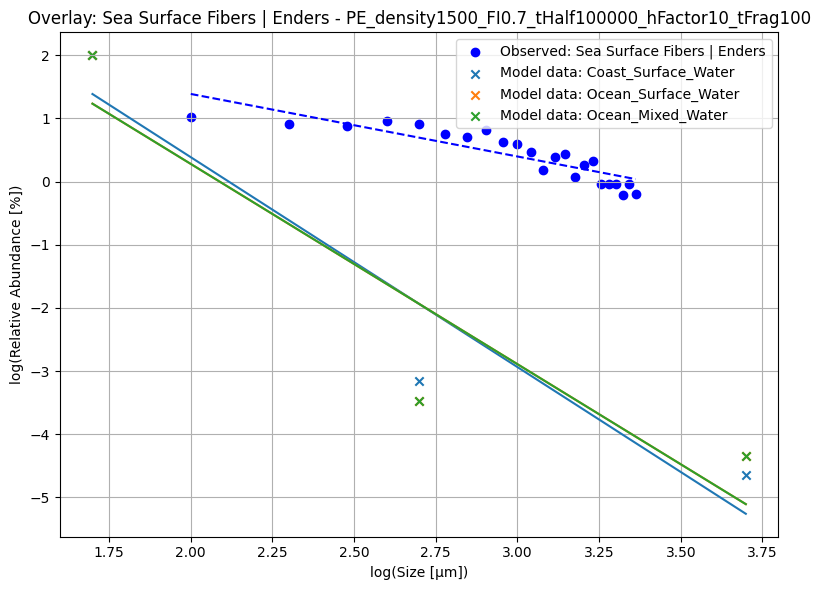 Overlay: Sea Surface Fibers | Enders - PE_density1500_FI0.7_tHalf100000_hFactor10_tFrag100
Observed: Sea Surface Fibers | Enders
Model data: Coast_Surface_Water
Model data: Ocean_Surface_Water
Model data: Ocean_Mixed_Water
log(Relative Abundance [%])
2
1
0
−1
−2
−3
−4
−5
1.75 2.00 2.25 2.50 2.75 3.00 3.25 3.50 3.75
log(Size [μm])